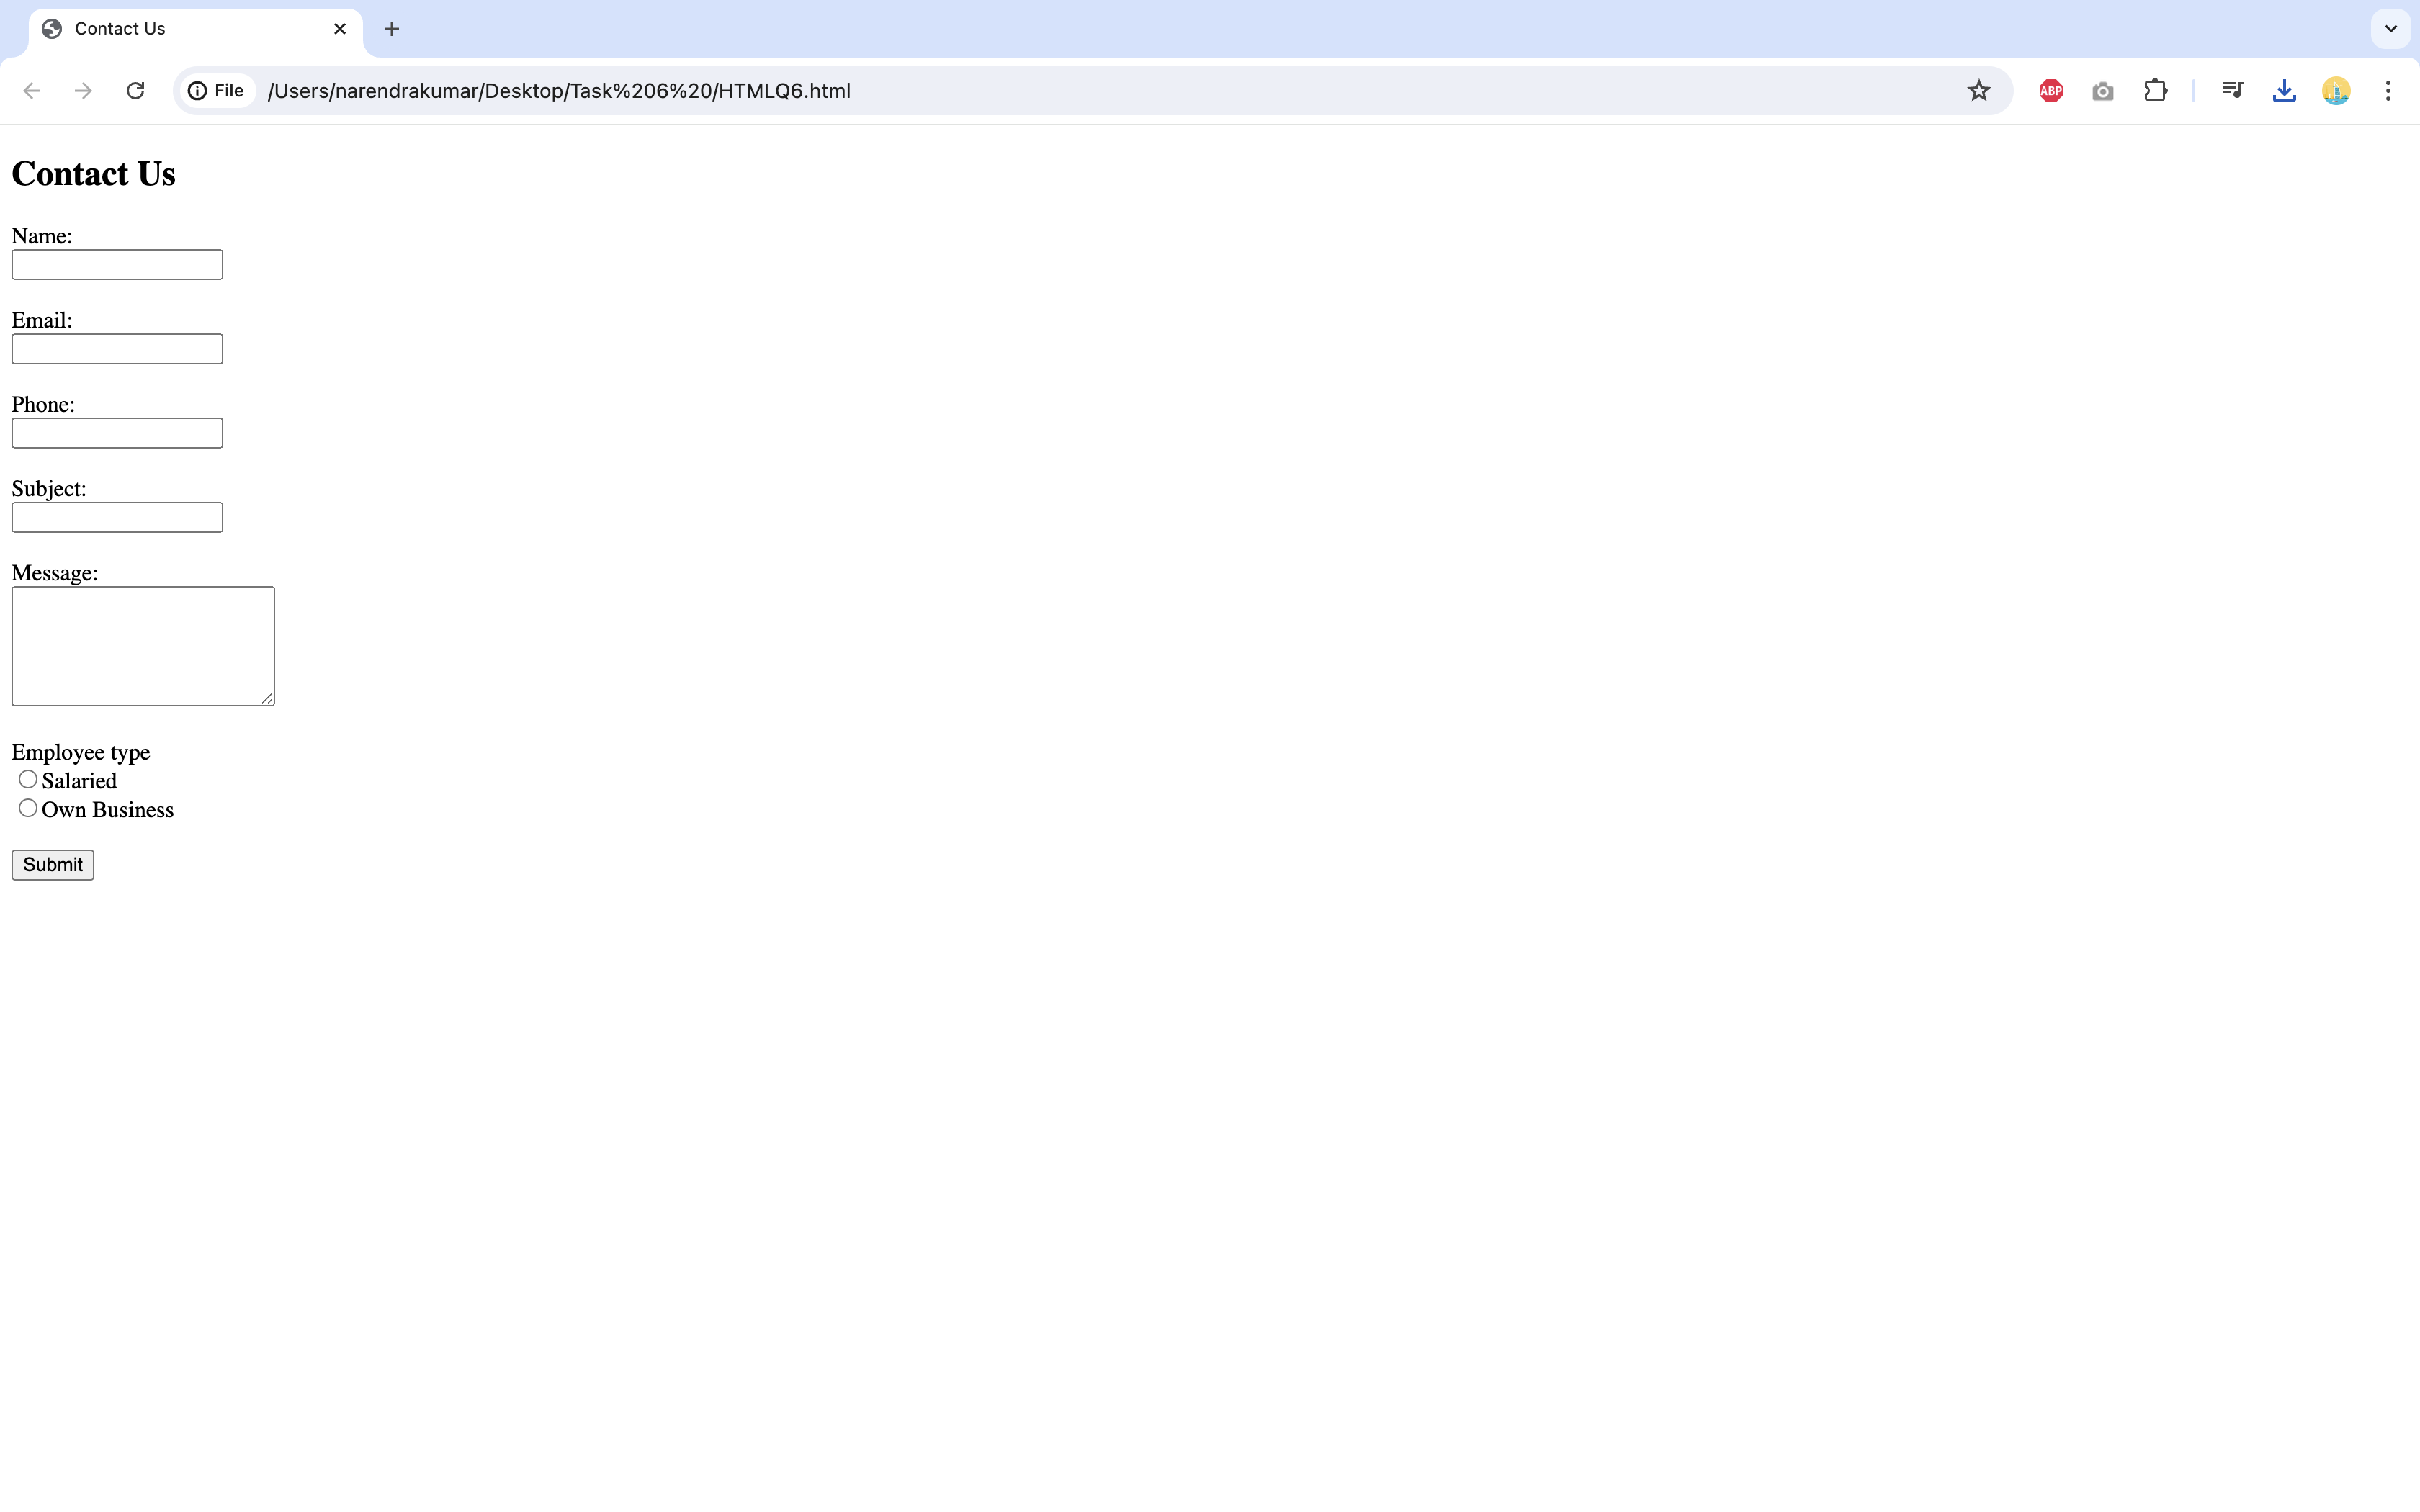 Contact Us
File /Users/narendrakumar/Desktop/Task%206%20/HTMLQ6.html
ABP
Contact Us
Name:
Email:
Phone:
Subject:
Message:
Employee type
Salaried
Own Business
Submit